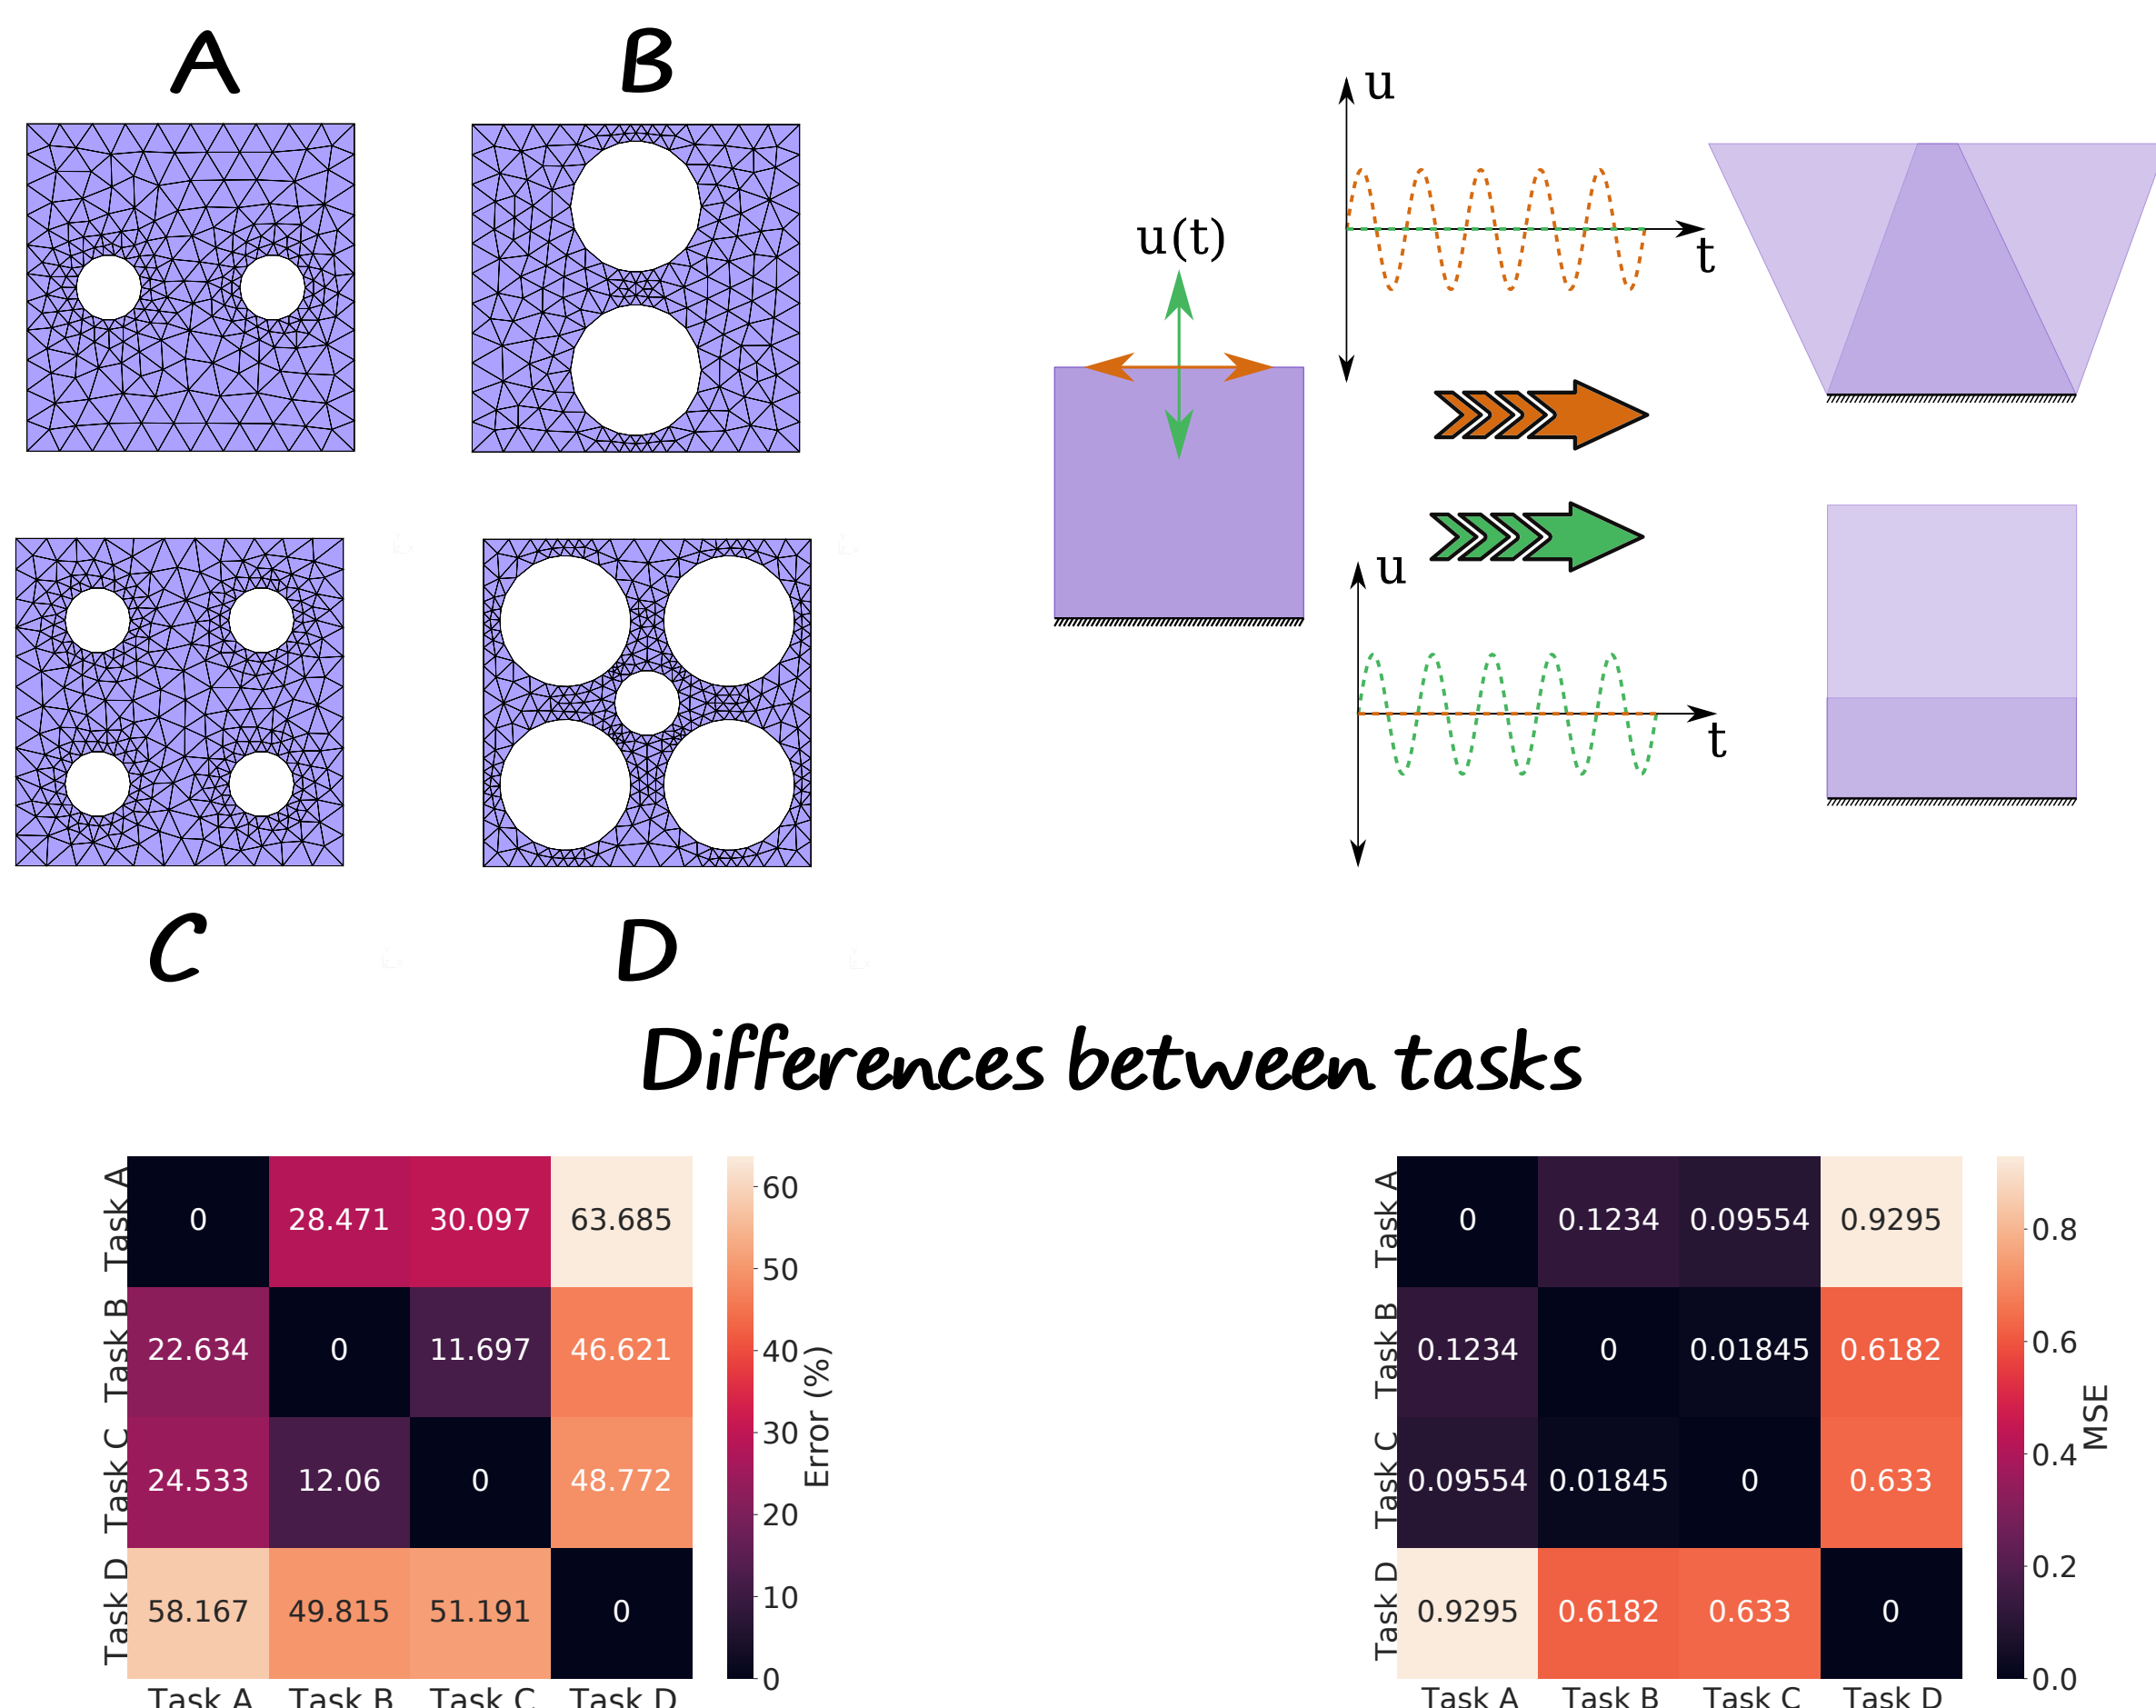 A
B
u
u(t)
t
u
t
C
D
Differences between tasks
Task A
0 28.471 30.097 63.685
Task B
22.634 0 11.697 46.621
Task C
24.533 12.06 0 48.772
Task D
58.167 49.815 51.191 0
Task A Task B Task C Task D
60
50
40
30
20
10
0
Error (%)
Task A
0 0.1234 0.09554 0.9295
Task B
0.1234 0 0.01845 0.6182
Task C
0.09554 0.01845 0 0.633
Task D
0.9295 0.6182 0.633 0
Task A Task B Task C Task D
0.8
0.6
0.4
0.2
0.0
MSE